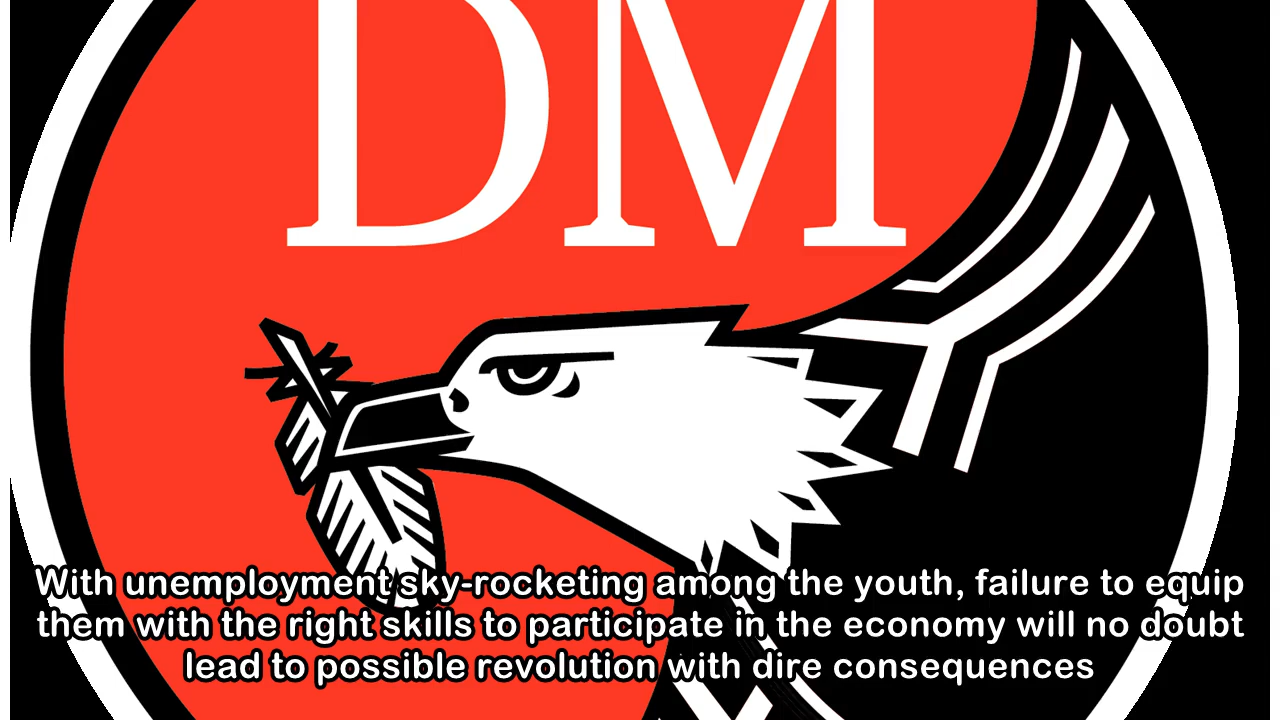 DM
With unemployment sky-rocketing among the youth, failure to equip
them with the right skills to participate in the economy will no doubt
lead to possible revolution with dire consequences